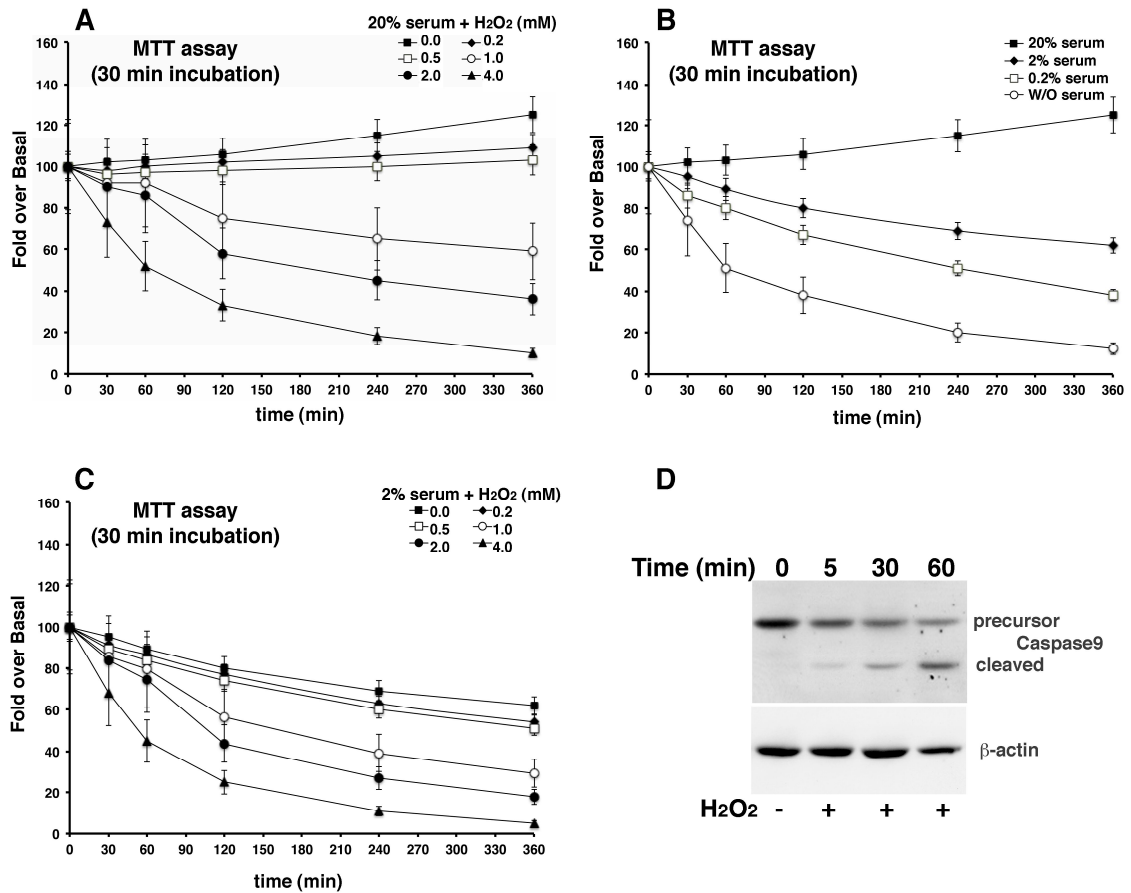 A
20% serum + H2O2 (mM)
0.0 0.2
0.5 1.0
2.0 4.0
MTT assay
(30 min incubation)
160
140
120
100
80
60
40
20
0
Fold over Basal
0 30 60 90 120 150 180 210 240 270 300 330 360
time (min)
B
MTT assay
(30 min incubation)
20% serum
2% serum
0.2% serum
W/O serum
160
140
120
100
80
60
40
20
0
Fold over Basal
0 30 60 90 120 150 180 210 240 270 300 330 360
time (min)
C
2% serum + H2O2 (mM)
0.0 0.2
0.5 1.0
2.0 4.0
MTT assay
(30 min incubation)
160
140
120
100
80
60
40
20
0
Fold over Basal
0 30 60 90 120 150 180 210 240 270 300 330 360
time (min)
D
Time (min) 0 5 30 60
precursor
Caspase9
cleaved
β-actin
H2O2 - + + +